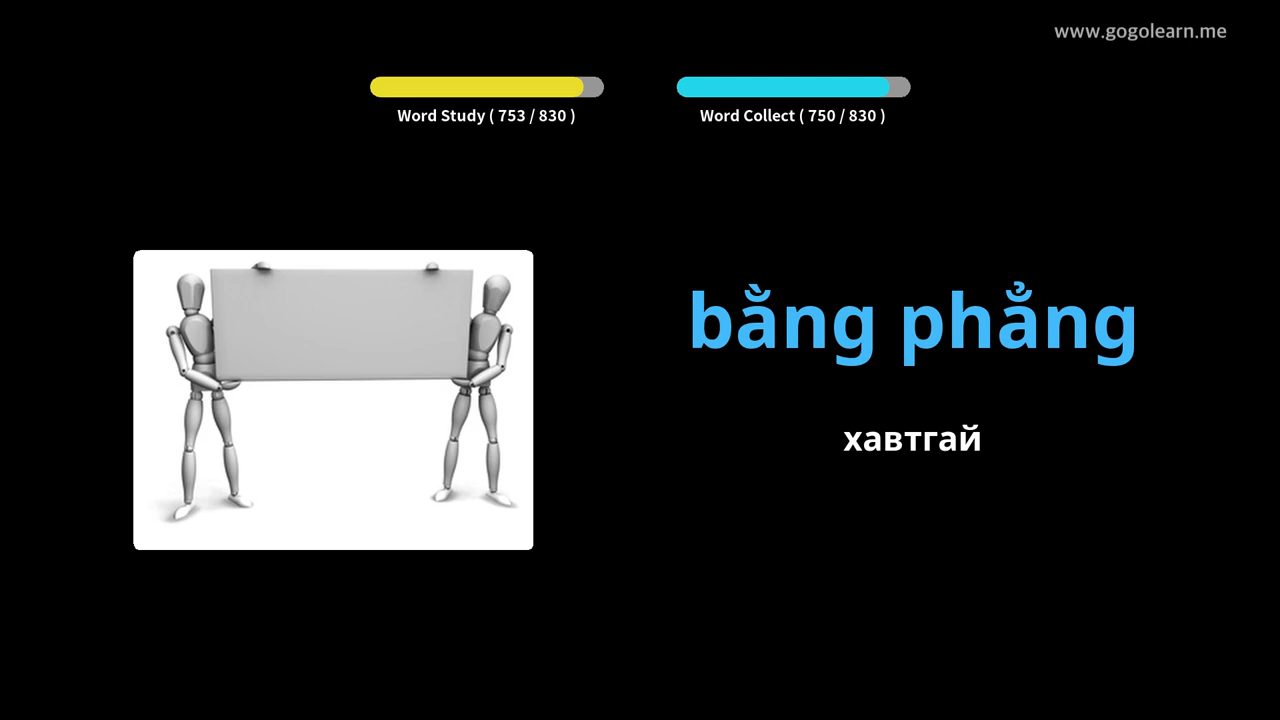 www.gogolearn.me
Word Study ( 753 / 830 )
Word Collect ( 750 / 830 )
bằng phẳng
хавтгай